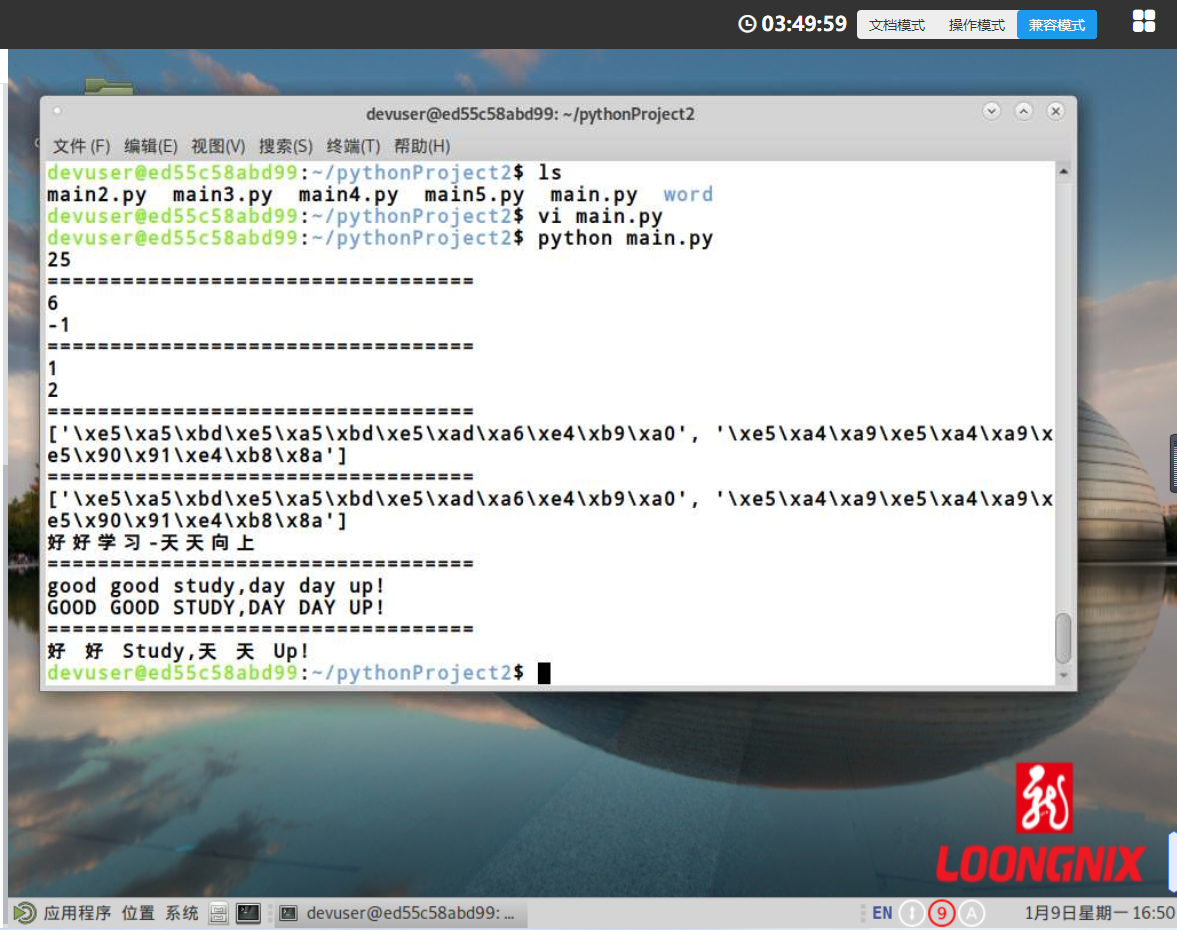 03:49:59 文档模式 操作模式 兼容模式
devuser@ed55c58abd99: ~/pythonProject2
文件(F) 编辑(E) 视图(V) 搜索(S) 终端(T) 帮助(H)
devuser@ed55c58abd99:~/pythonProject2$ ls
main2.py main3.py main4.py main5.py main.py word
devuser@ed55c58abd99:~/pythonProject2$ vi main.py
devuser@ed55c58abd99:~/pythonProject2$ python main.py
25
==================================
6
-1
==================================
1
2
==================================
['\xe5\xa5\xbd\xe5\xa5\xbd\xe5\xad\xa6\xe4\xb9\xa0', '\xe5\xa4\xa9\xe5\xa4\xa9\x
e5\x90\x91\xe4\xb8\x8a']
==================================
['\xe5\xa5\xbd\xe5\xa5\xbd\xe5\xad\xa6\xe4\xb9\xa0', '\xe5\xa4\xa9\xe5\xa4\xa9\x
e5\x90\x91\xe4\xb8\x8a']
好好学习-天天向上
==================================
good good study,day day up!
GOOD GOOD STUDY,DAY DAY UP!
==================================
好 好 Study,天 天 Up!
devuser@ed55c58abd99:~/pythonProject2$
龙
LOONGNIX
应用程序 位置 系统 devuser@ed55c58abd99: ... EN 9 A 1月9日星期一 16:50